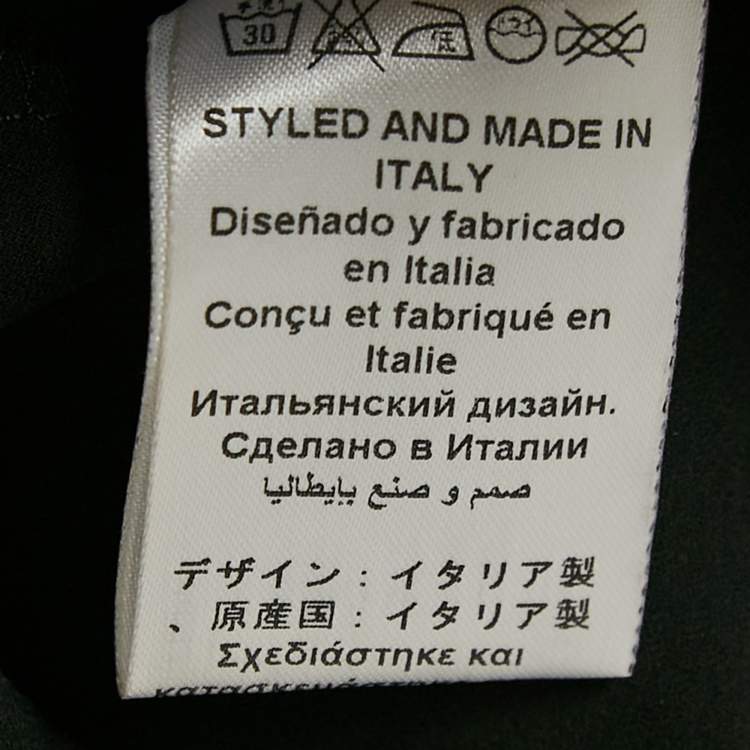 30
STYLED AND MADE IN
ITALY
Diseñado y fabricado
en Italia
Conçu et fabriqué en
Italie
Итальянский дизайн.
Сделано в Италии
صمم و صنع بإيطاليا
デザイン：イタリア製
、原産国：イタリア製
Σχεδιάστηκε και